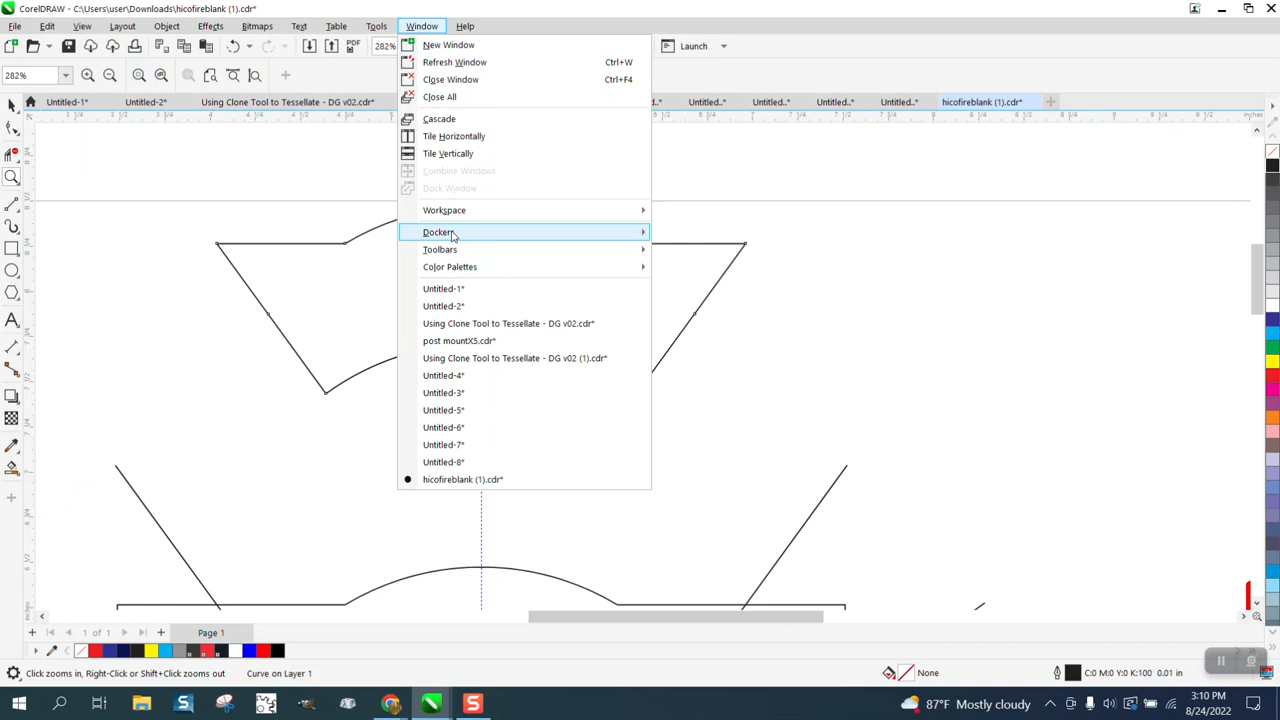 CorelDRAW - C:\Users\user\Downloads\hicofireblank (1).cdr*
File Edit View Layout Object Effects Bitmaps Text Table Tools Window Help
PDF 282% Launch
282%
Untitled-1* Untitled-2* Using Clone Tool to Tessellate - DG v02.cdr* Untitled..* Untitled..* Untitled..* Untitled..* hicofireblank (1).cdr*
inches
New Window
Refresh Window Ctrl+W
Close Window Ctrl+F4
Close All
Cascade
Tile Horizontally
Tile Vertically
Combine Windows
Dock Window
Workspace
Dockers
Toolbars
Color Palettes
Untitled-1*
Untitled-2*
Using Clone Tool to Tessellate - DG v02.cdr*
post mountX5.cdr*
Using Clone Tool to Tessellate - DG v02 (1).cdr*
Untitled-4*
Untitled-3*
Untitled-5*
Untitled-6*
Untitled-7*
Untitled-8*
hicofireblank (1).cdr*
1 of 1 Page 1
Click zooms in, Right-Click or Shift+Click zooms out Curve on Layer 1 None C:0 M:0 Y:0 K:100 0.01 in
87°F Mostly cloudy 3:10 PM
8/24/2022